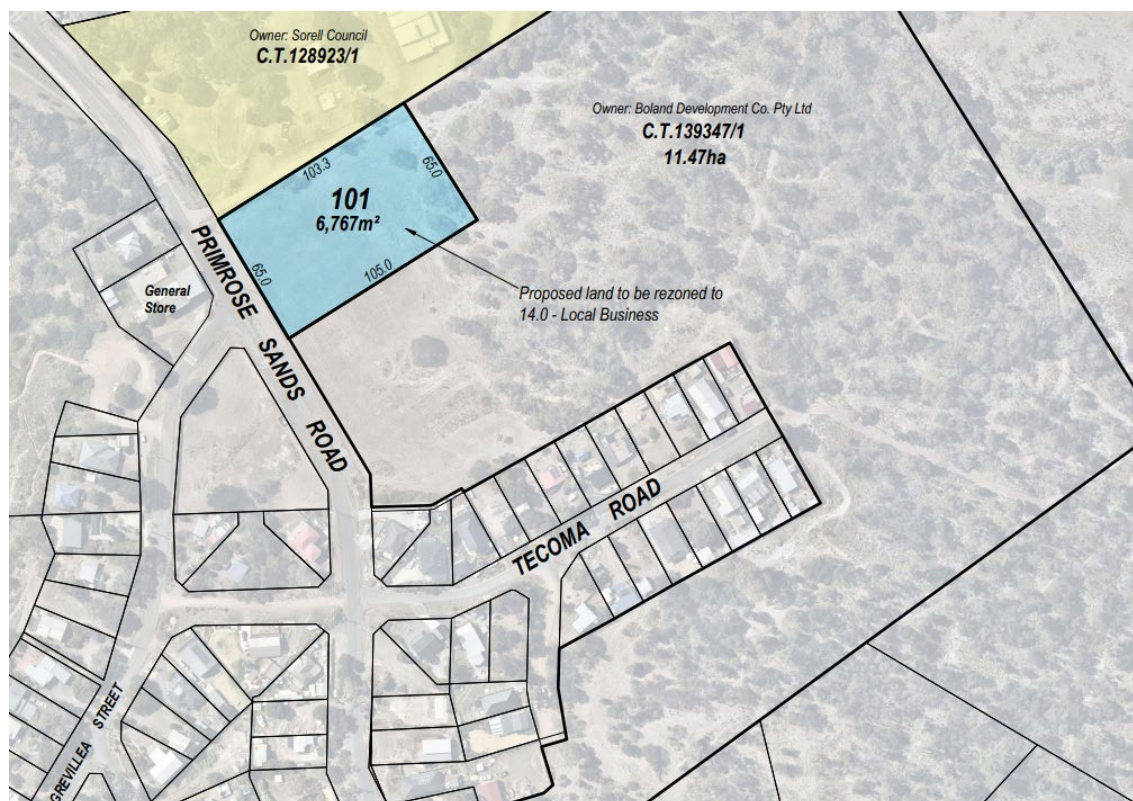 Owner: Sorell Council
C.T.128923/1
Owner: Boland Development Co. Pty Ltd
C.T.139347/1
11.47ha
103.3
65.0
101
6,767m²
65.0
105.0
PRIMROSE SANDS ROAD
General
Store
Proposed land to be rezoned to
14.0 - Local Business
TECOMA ROAD
GREVILLEA STREET